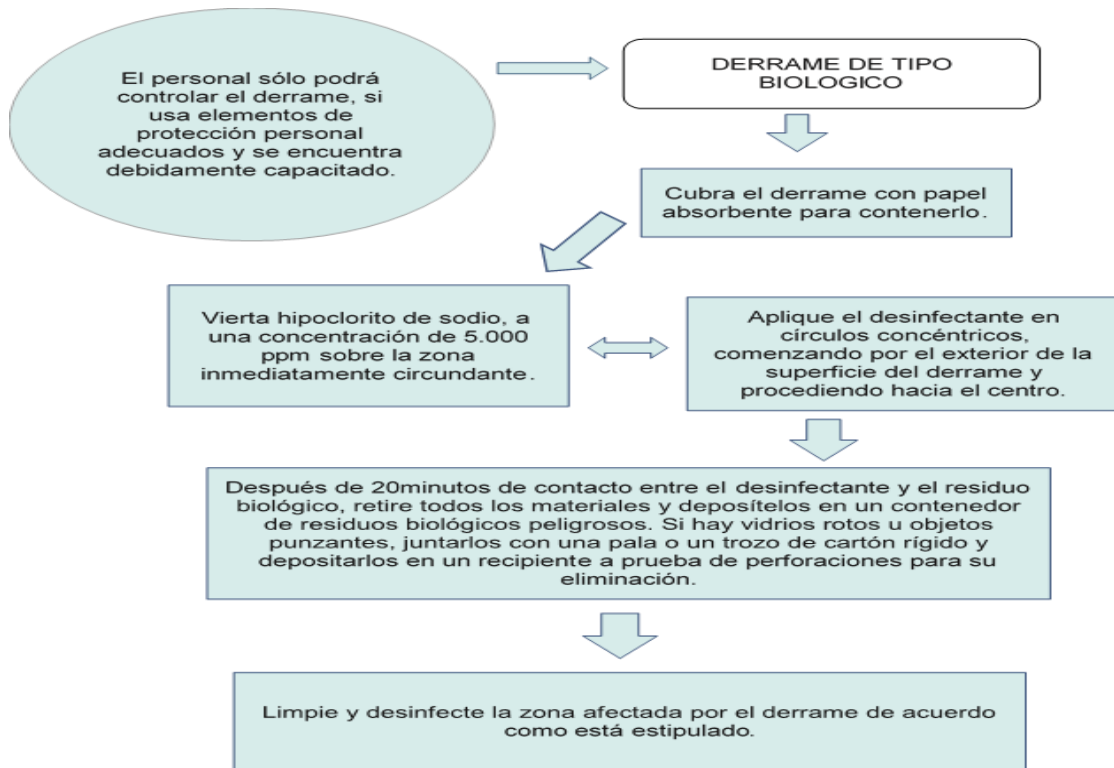 El personal sólo podrá
controlar el derrame, si
usa elementos de
protección personal
adecuados y se encuentra
debidamente capacitado.
DERRAME DE TIPO
BIOLOGICO
Cubra el derrame con papel
absorbente para contenerlo.
Vierta hipoclorito de sodio, a
una concentración de 5.000
ppm sobre la zona
inmediatamente circundante.
Aplique el desinfectante en
círculos concéntricos,
comenzando por el exterior de la
superficie del derrame y
procediendo hacia el centro.
Después de 20minutos de contacto entre el desinfectante y el residuo
biológico, retire todos los materiales y deposítelos en un contenedor
de residuos biológicos peligrosos. Si hay vidrios rotos u objetos
punzantes, juntarlos con una pala o un trozo de cartón rígido y
depositarlos en un recipiente a prueba de perforaciones para su
eliminación.
Limpie y desinfecte la zona afectada por el derrame de acuerdo
como está estipulado.